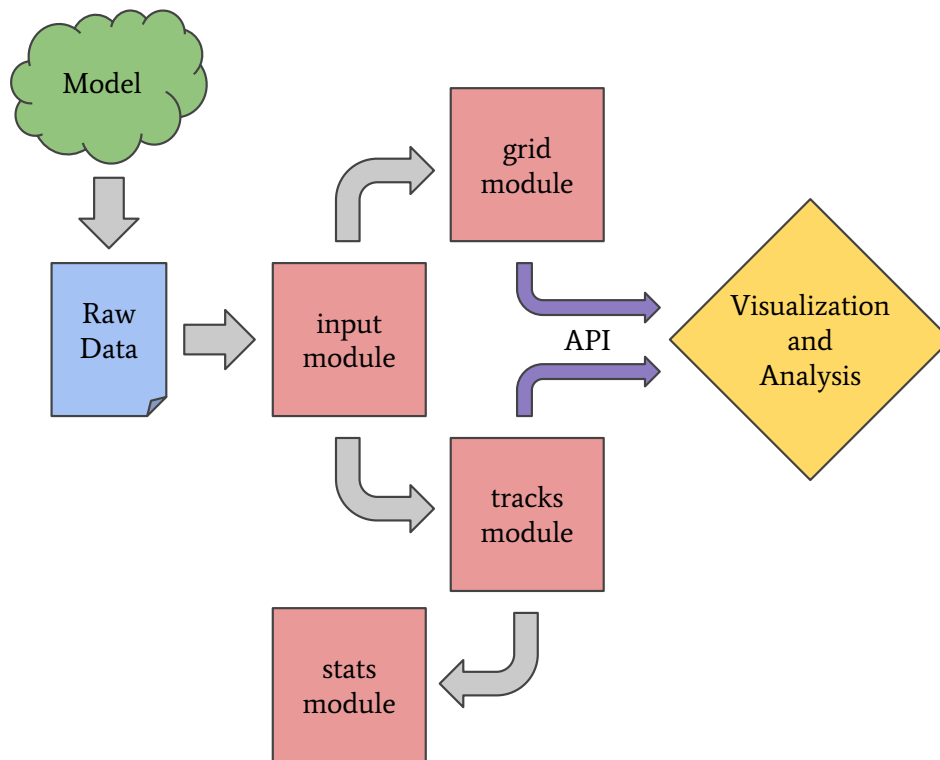 Model
grid
module
Raw
Data
input
module
API
Visualization
and
Analysis
tracks
module
stats
module